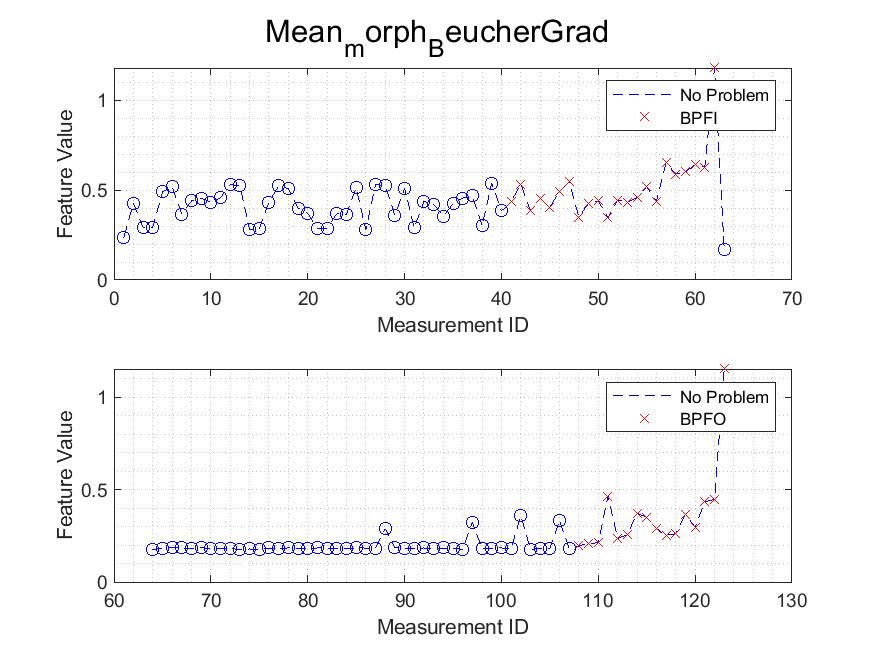 Mean_morph_BeucherGrad
Feature Value
1
0.5
0
No Problem
BPFI
0 10 20 30 40 50 60 70
Measurement ID
Feature Value
1
0.5
0
No Problem
BPFO
60 70 80 90 100 110 120 130
Measurement ID